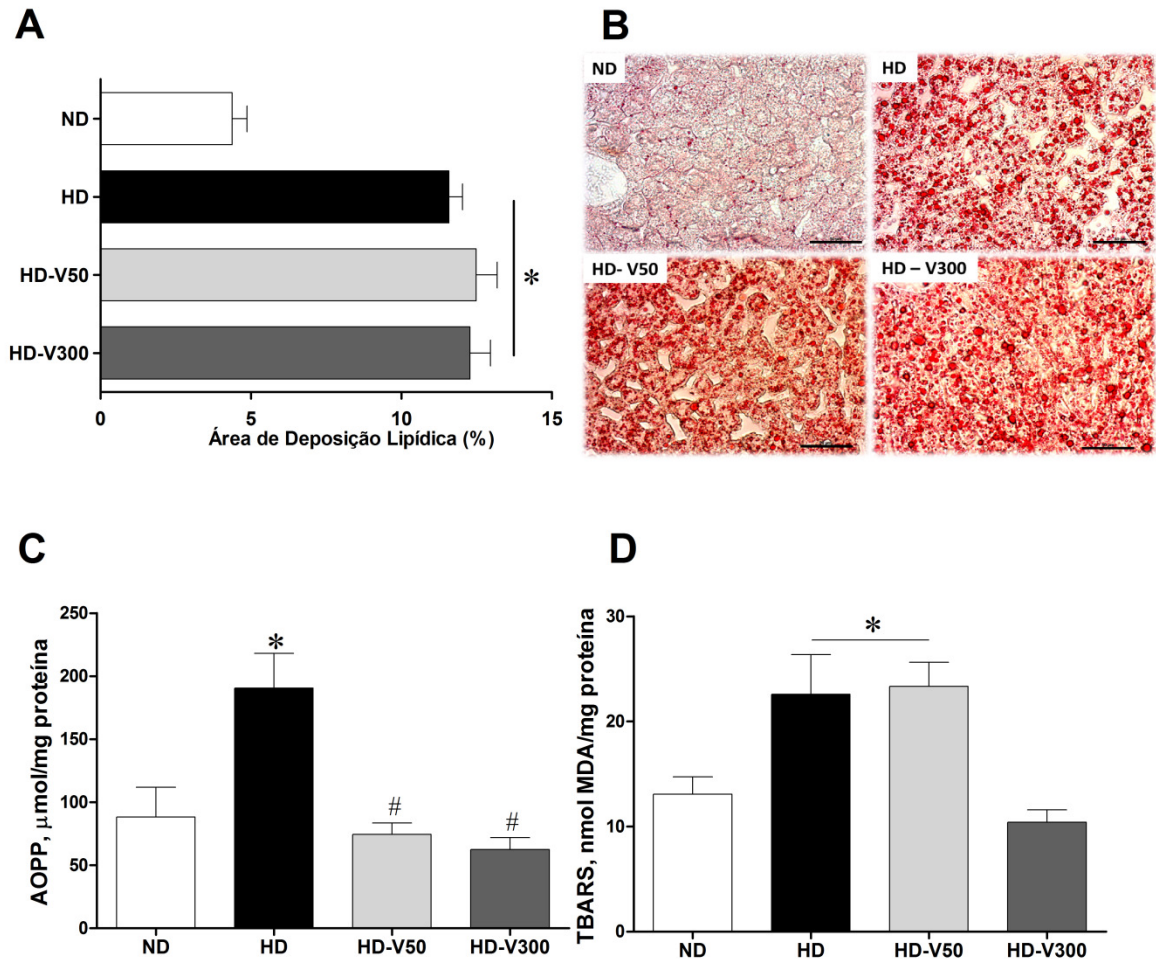 A
ND
HD
HD-V50
HD-V300
*
0
5
10
15
Área de Deposição Lipídica (%)
B
ND
HD
HD- V50
HD – V300
C
AOPP, μmol/mg proteína
250
200
150
100
50
0
*
#
#
ND
HD
HD-V50
HD-V300
D
TBARS, nmol MDA/mg proteína
30
20
10
0
*
ND
HD
HD-V50
HD-V300